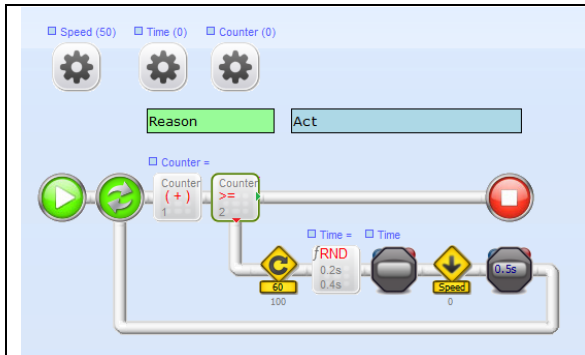 Speed (50) Time (0) Counter (0)
Reason Act
Counter =
Counter
(+)
1
Counter
>=
2
Time = Time
60
100
ƒRND
0.2s
0.4s
Speed
0
0.5s